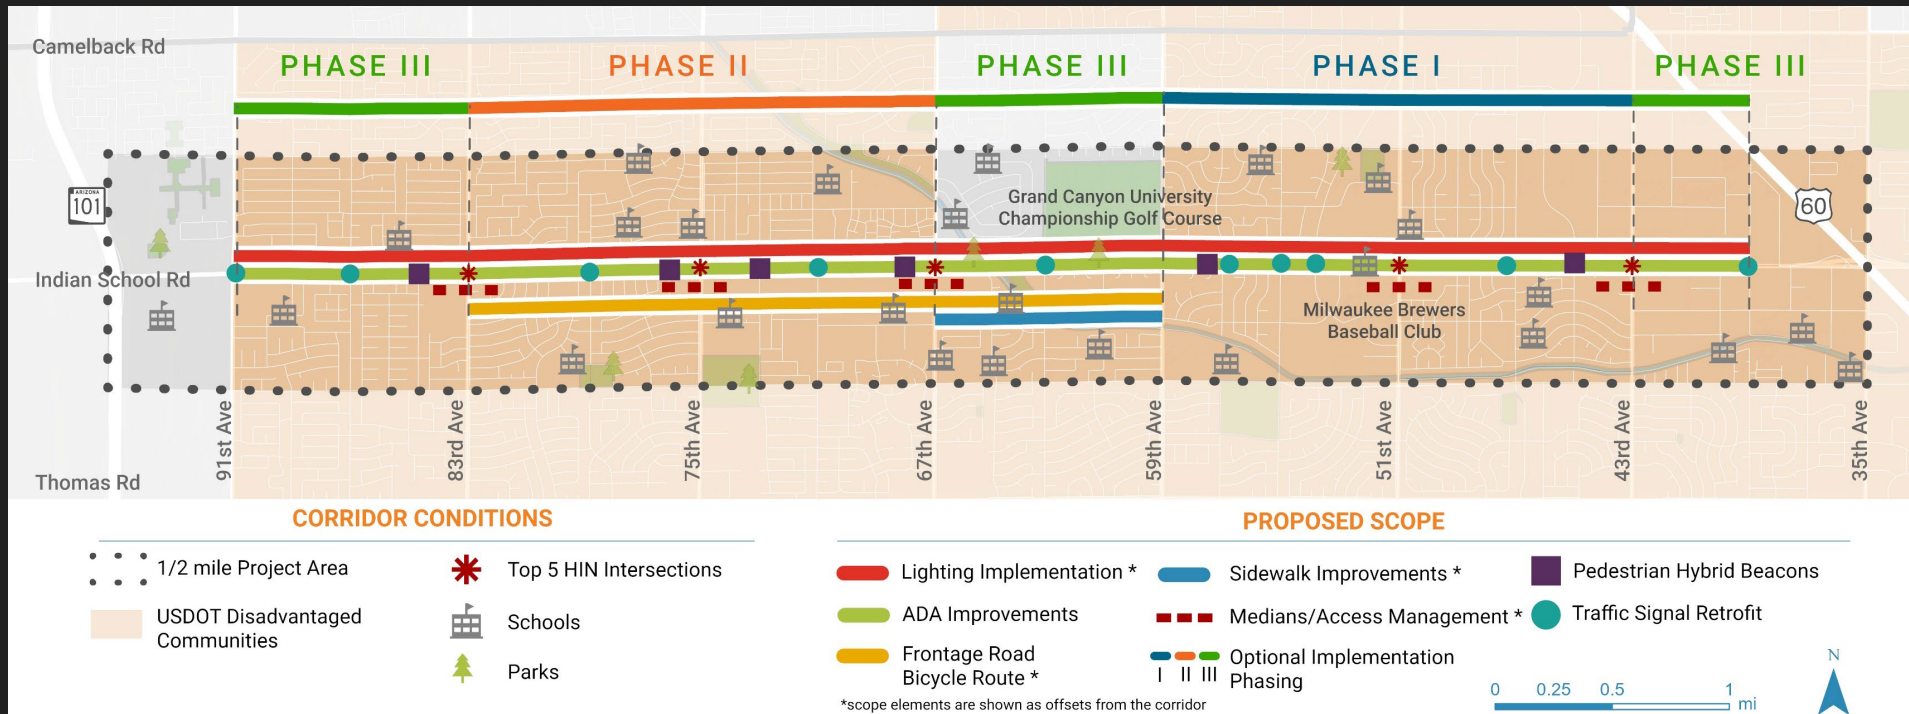 Camelback Rd
PHASE III
PHASE II
PHASE III
PHASE I
PHASE III
ARIZONA
101
Grand Canyon University
Championship Golf Course
60
Indian School Rd
Milwaukee Brewers
Baseball Club
91st Ave
83rd Ave
75th Ave
67th Ave
59th Ave
51st Ave
43rd Ave
35th Ave
Thomas Rd
CORRIDOR CONDITIONS
1/2 mile Project Area
USDOT Disadvantaged
Communities
Top 5 HIN Intersections
Schools
Parks
PROPOSED SCOPE
Lighting Implementation *
ADA Improvements
Frontage Road
Bicycle Route *
Sidewalk Improvements *
Medians/Access Management *
I II III
Optional Implementation
Phasing
Pedestrian Hybrid Beacons
Traffic Signal Retrofit
*scope elements are shown as offsets from the corridor
0 0.25 0.5 1
mi
N